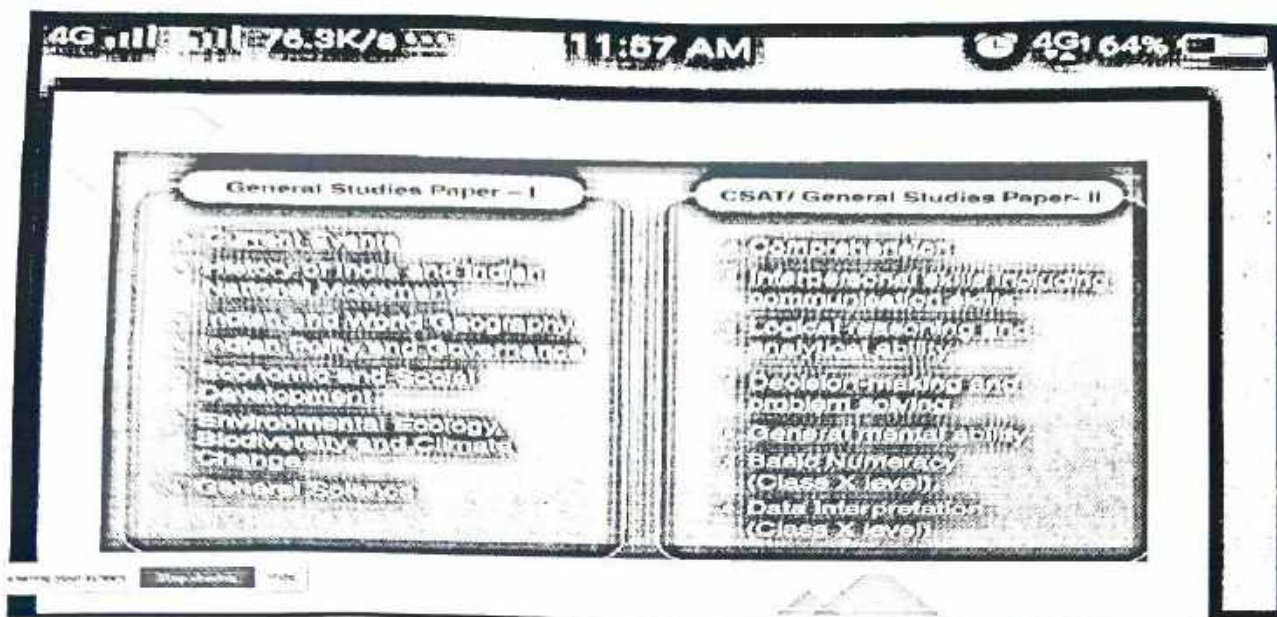 4G 76.3K/s 11:57 AM 4G 64%
General Studies Paper – I
Current Events
History of India and Indian
National Movement
Indian and World Geography
Indian Polity and Governance
Economic and Social
Development
Environmental Ecology,
Biodiversity and Climate
Change
General Science
CSAT/ General Studies Paper- II
Comprehension
Interpersonal skills including
communication skills
Logical reasoning and
analytical ability
Decision-making and
problem solving
General mental ability
Basic Numeracy
(Class X level)
Data Interpretation
(Class X level)
your screen Stop sharing Hide